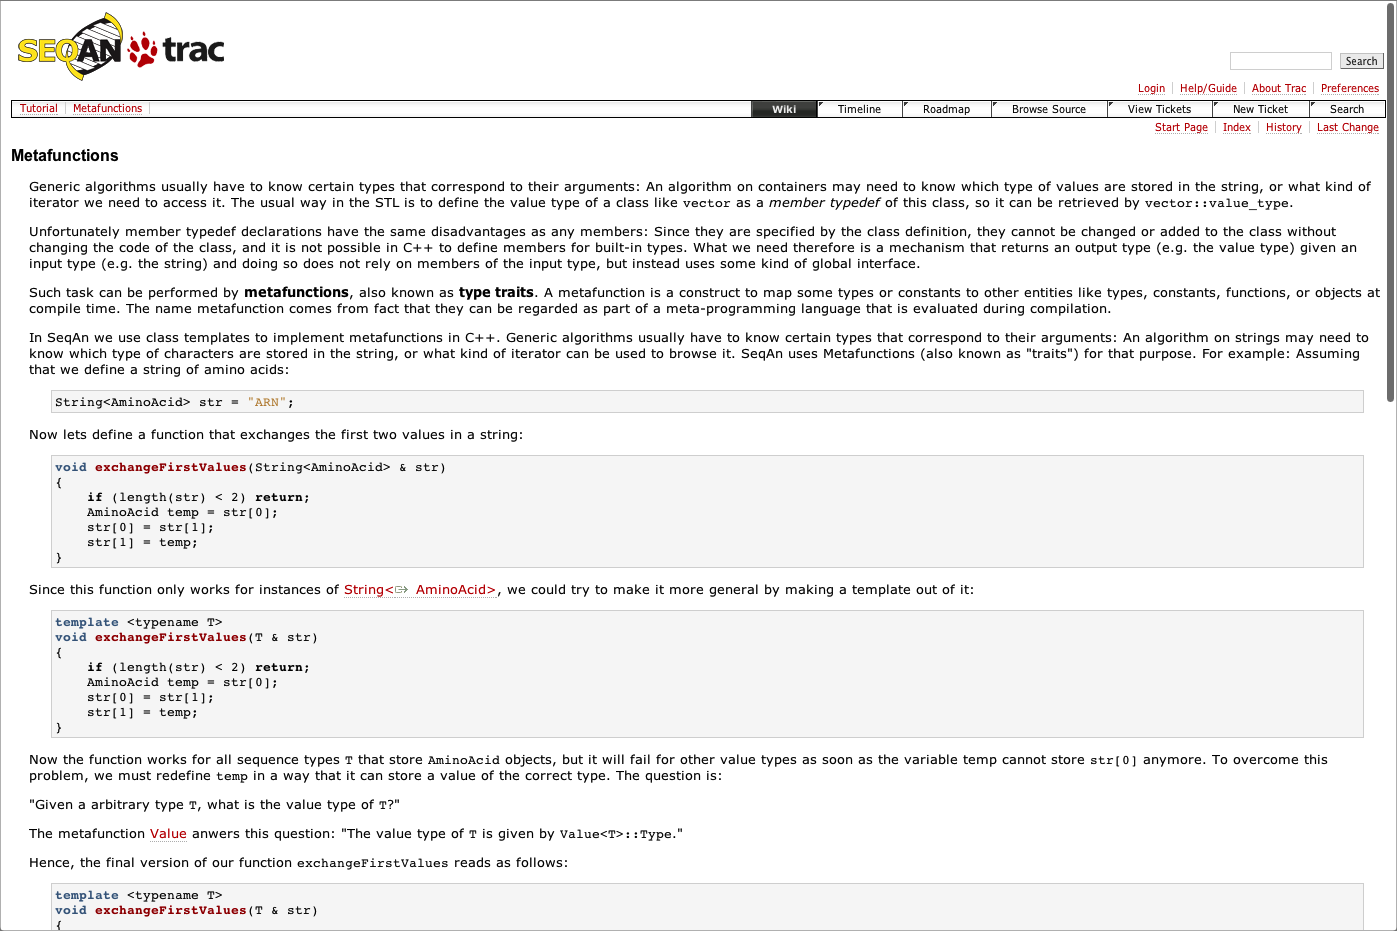 SEQAN trac
Search
Login Help/Guide About Trac Preferences
Tutorial Metafunctions Wiki Timeline Roadmap Browse Source View Tickets New Ticket Search
Start Page Index History Last Change
Metafunctions
Generic algorithms usually have to know certain types that correspond to their arguments: An algorithm on containers may need to know which type of values are stored in the string, or what kind of
iterator we need to access it. The usual way in the STL is to define the value type of a class like vector as a member typedef of this class, so it can be retrieved by vector::value_type.
Unfortunately member typedef declarations have the same disadvantages as any members: Since they are specified by the class definition, they cannot be changed or added to the class without
changing the code of the class, and it is not possible in C++ to define members for built-in types. What we need therefore is a mechanism that returns an output type (e.g. the value type) given an
input type (e.g. the string) and doing so does not rely on members of the input type, but instead uses some kind of global interface.
Such task can be performed by metafunctions, also known as type traits. A metafunction is a construct to map some types or constants to other entities like types, constants, functions, or objects at
compile time. The name metafunction comes from fact that they can be regarded as part of a meta-programming language that is evaluated during compilation.
In SeqAn we use class templates to implement metafunctions in C++. Generic algorithms usually have to know certain types that correspond to their arguments: An algorithm on strings may need to
know which type of characters are stored in the string, or what kind of iterator can be used to browse it. SeqAn uses Metafunctions (also known as "traits") for that purpose. For example: Assuming
that we define a string of amino acids:
String<AminoAcid> str = "ARN";
Now lets define a function that exchanges the first two values in a string:
void exchangeFirstValues(String<AminoAcid> & str)
{
    if (length(str) < 2) return;
    AminoAcid temp = str[0];
    str[0] = str[1];
    str[1] = temp;
}
Since this function only works for instances of String< AminoAcid>, we could try to make it more general by making a template out of it:
template <typename T>
void exchangeFirstValues(T & str)
{
    if (length(str) < 2) return;
    AminoAcid temp = str[0];
    str[0] = str[1];
    str[1] = temp;
}
Now the function works for all sequence types T that store AminoAcid objects, but it will fail for other value types as soon as the variable temp cannot store str[0] anymore. To overcome this
problem, we must redefine temp in a way that it can store a value of the correct type. The question is:
"Given a arbitrary type T, what is the value type of T?"
The metafunction Value anwers this question: "The value type of T is given by Value<T>::Type."
Hence, the final version of our function exchangeFirstValues reads as follows:
template <typename T>
void exchangeFirstValues(T & str)
{